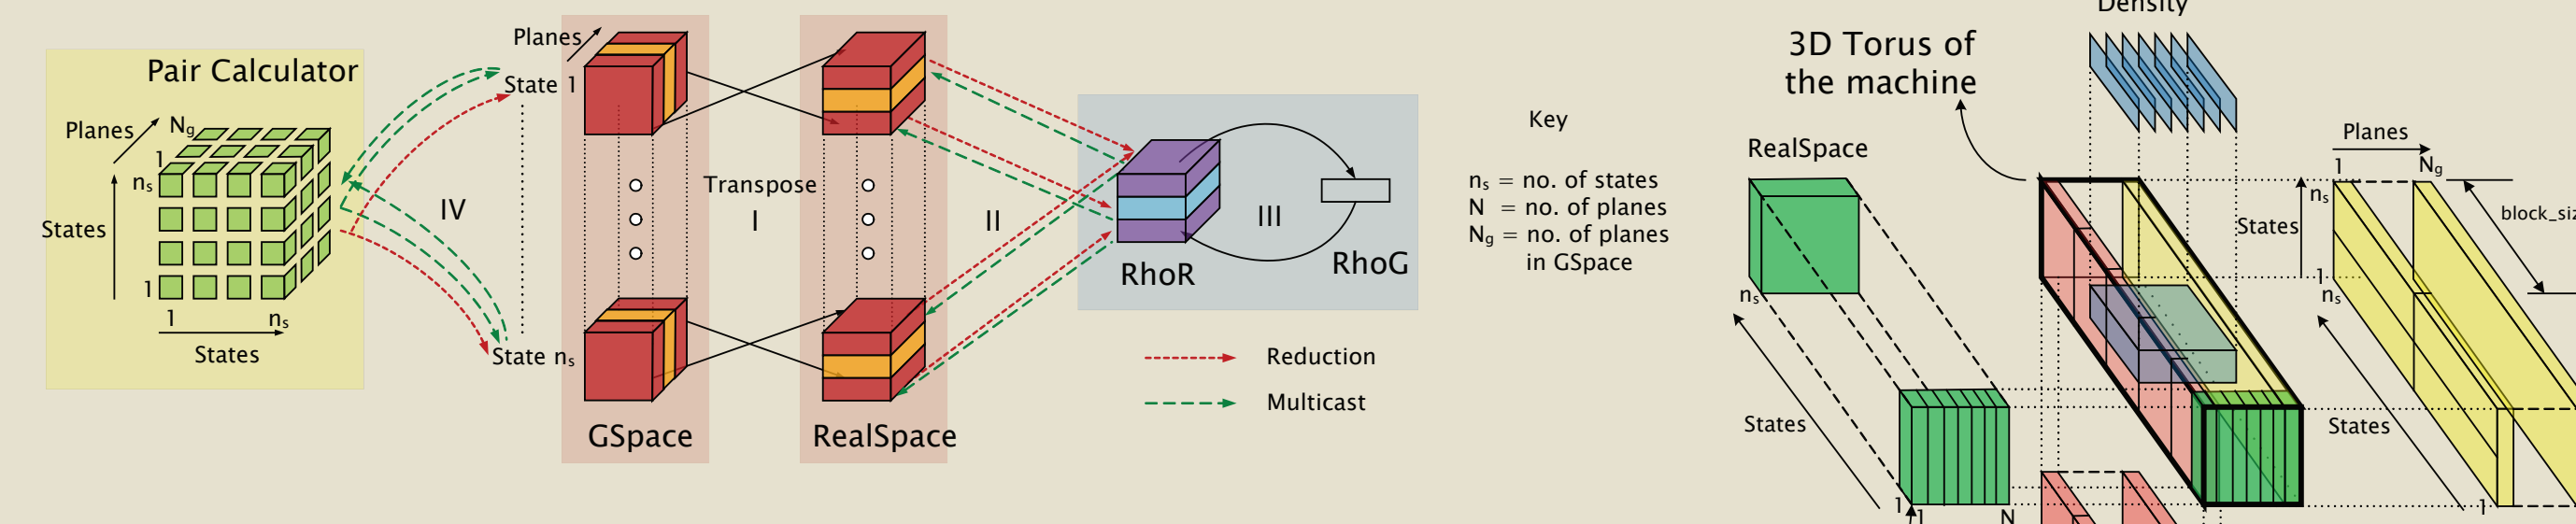 Pair Calculator
Planes
Ng
1
ns
States
1
1
ns
States
IV
Planes
State 1
State ns
GSpace
Transpose
I
RealSpace
II
RhoR
III
RhoG
Key
ns = no. of states
N = no. of planes
Ng = no. of planes
in GSpace
Reduction
Multicast
3D Torus of
the machine
Density
RealSpace
ns
States
1
1
N
Planes
1
Ng
ns
States
1
ns
block_siz
States
1